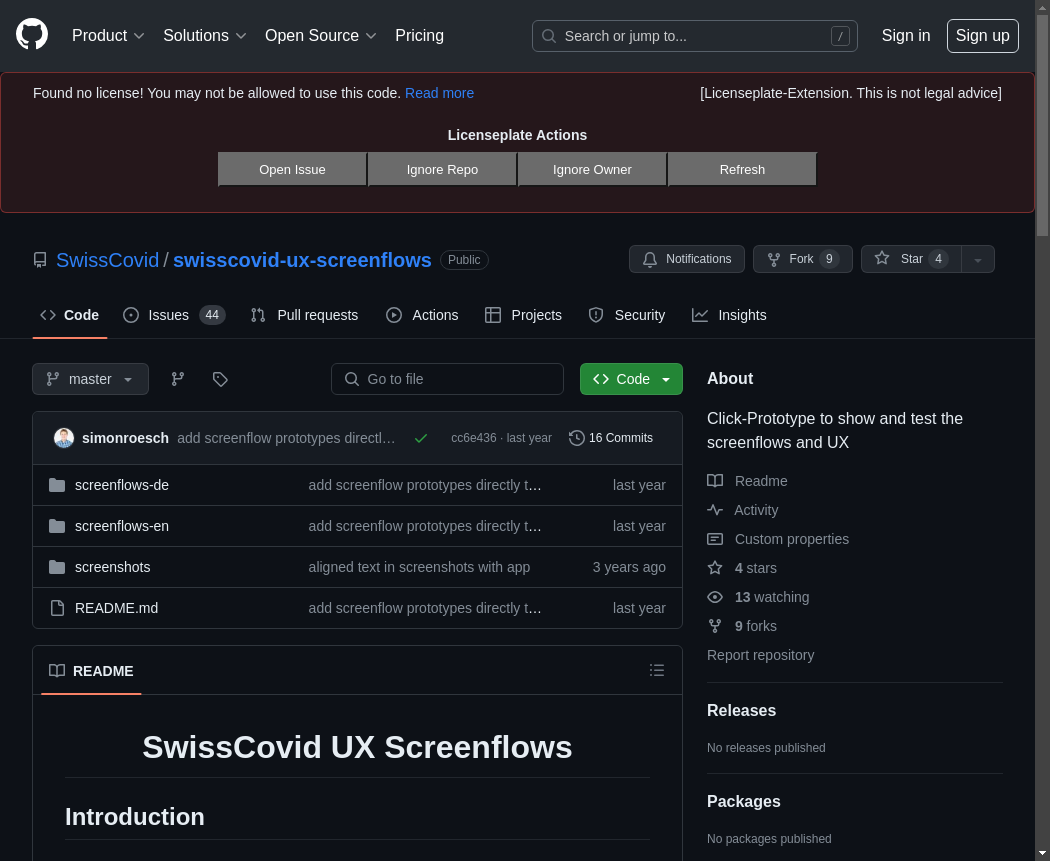 Product Solutions Open Source Pricing Search or jump to... / Sign in Sign up
Found no license! You may not be allowed to use this code. Read more [Licenseplate-Extension. This is not legal advice]
Licenseplate Actions
Open Issue Ignore Repo Ignore Owner Refresh
SwissCovid / swisscovid-ux-screenflows Public Notifications Fork 9 Star 4
Code Issues 44 Pull requests Actions Projects Security Insights
master Go to file Code
simonroesch add screenflow prototypes directl… cc6e436 · last year 16 Commits
screenflows-de add screenflow prototypes directly t… last year
screenflows-en add screenflow prototypes directly t… last year
screenshots aligned text in screenshots with app 3 years ago
README.md add screenflow prototypes directly t… last year
README
SwissCovid UX Screenflows
Introduction
About
Click-Prototype to show and test the
screenflows and UX
Readme
Activity
Custom properties
4 stars
13 watching
9 forks
Report repository
Releases
No releases published
Packages
No packages published